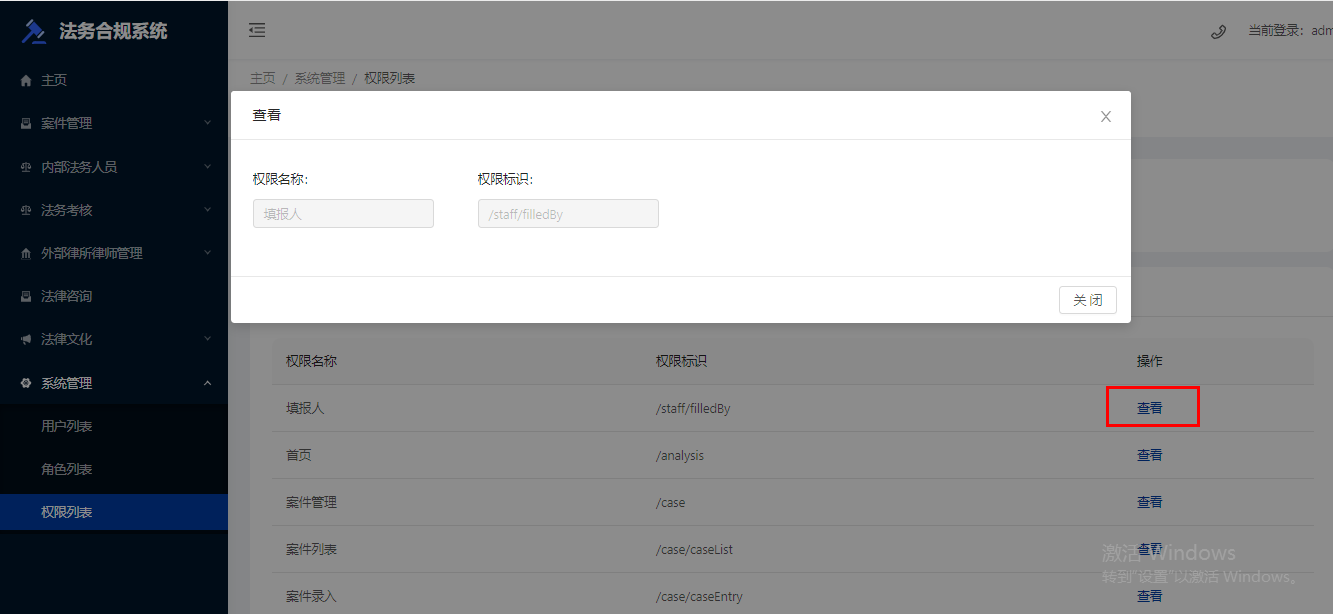 法务合规系统
当前登录: adm
主页
主页 / 系统管理 / 权限列表
案件管理
内部法务人员
法务考核
外部律所律师管理
法律咨询
法律文化
系统管理
用户列表
角色列表
权限列表
查看
权限名称:
权限标识:
填报人
/staff/filledBy
关 闭
权限名称 权限标识 操作
填报人 /staff/filledBy 查看
首页 /analysis 查看
案件管理 /case 查看
案件列表 /case/caseList 查看
案件录入 /case/caseEntry 查看
激活 Windows
转到“设置”以激活 Windows。